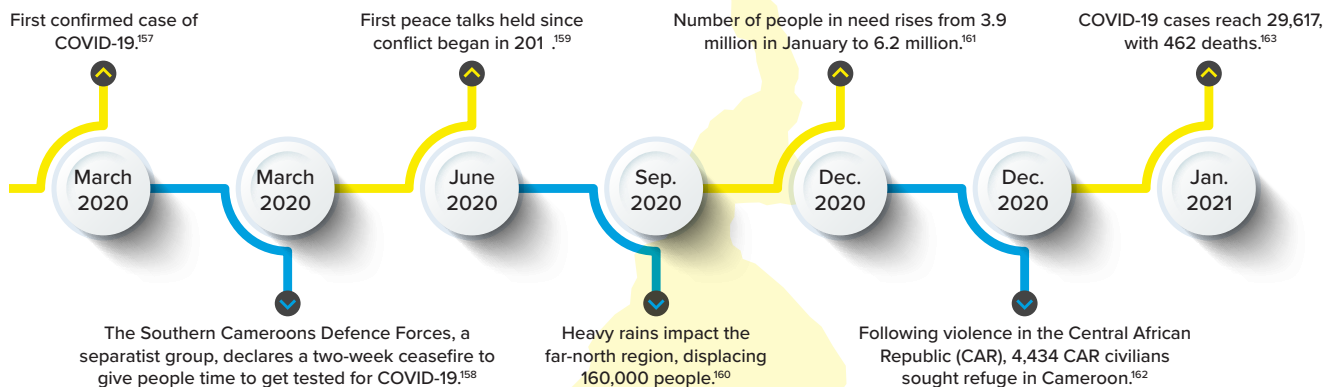 First confirmed case of
COVID-19.¹⁵⁷
First peace talks held since
conflict began in 201 .¹⁵⁹
Number of people in need rises from 3.9
million in January to 6.2 million.¹⁶¹
COVID-19 cases reach 29,617,
with 462 deaths.¹⁶³
March
2020
March
2020
June
2020
Sep.
2020
Dec.
2020
Dec.
2020
Jan.
2021
The Southern Cameroons Defence Forces, a
separatist group, declares a two-week ceasefire to
give people time to get tested for COVID-19.¹⁵⁸
Heavy rains impact the
far-north region, displacing
160,000 people.¹⁶⁰
Following violence in the Central African
Republic (CAR), 4,434 CAR civilians
sought refuge in Cameroon.¹⁶²